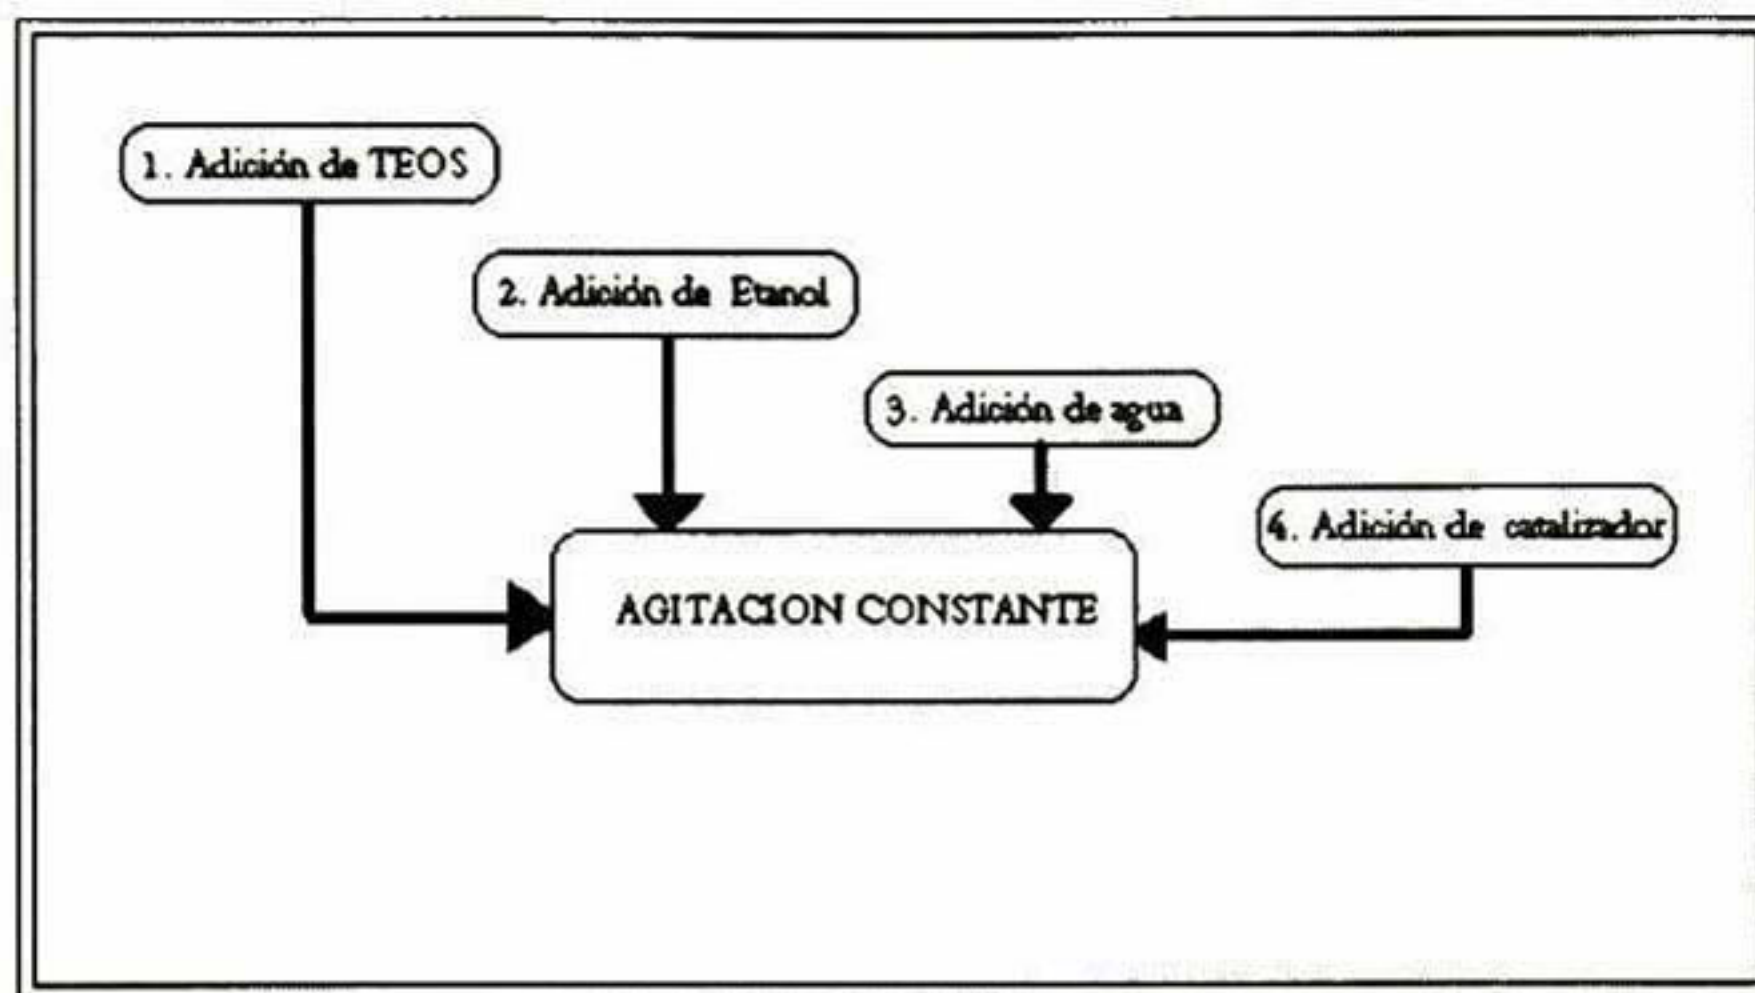 1. Adición de TEOS
2. Adición de Etanol
3. Adición de agua
4. Adición de catalizador
AGITACION CONSTANTE